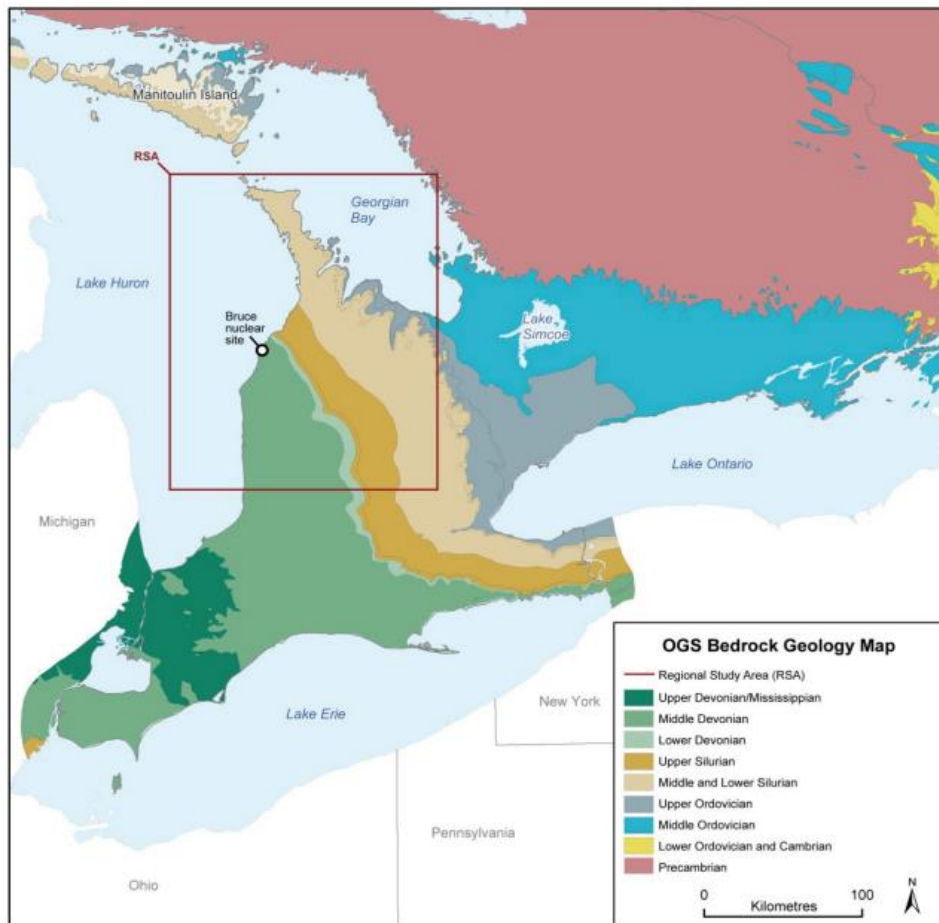 Manitoulin Island
RSA
Georgian
Bay
Lake Huron
Bruce
nuclear
site
Lake
Simcoe
Lake Ontario
Michigan
Lake Erie
New York
Pennsylvania
Ohio
OGS Bedrock Geology Map
Regional Study Area (RSA)
Upper Devonian/Mississippian
Middle Devonian
Lower Devonian
Upper Silurian
Middle and Lower Silurian
Upper Ordovician
Middle Ordovician
Lower Ordovician and Cambrian
Precambrian
0 100
Kilometres
N